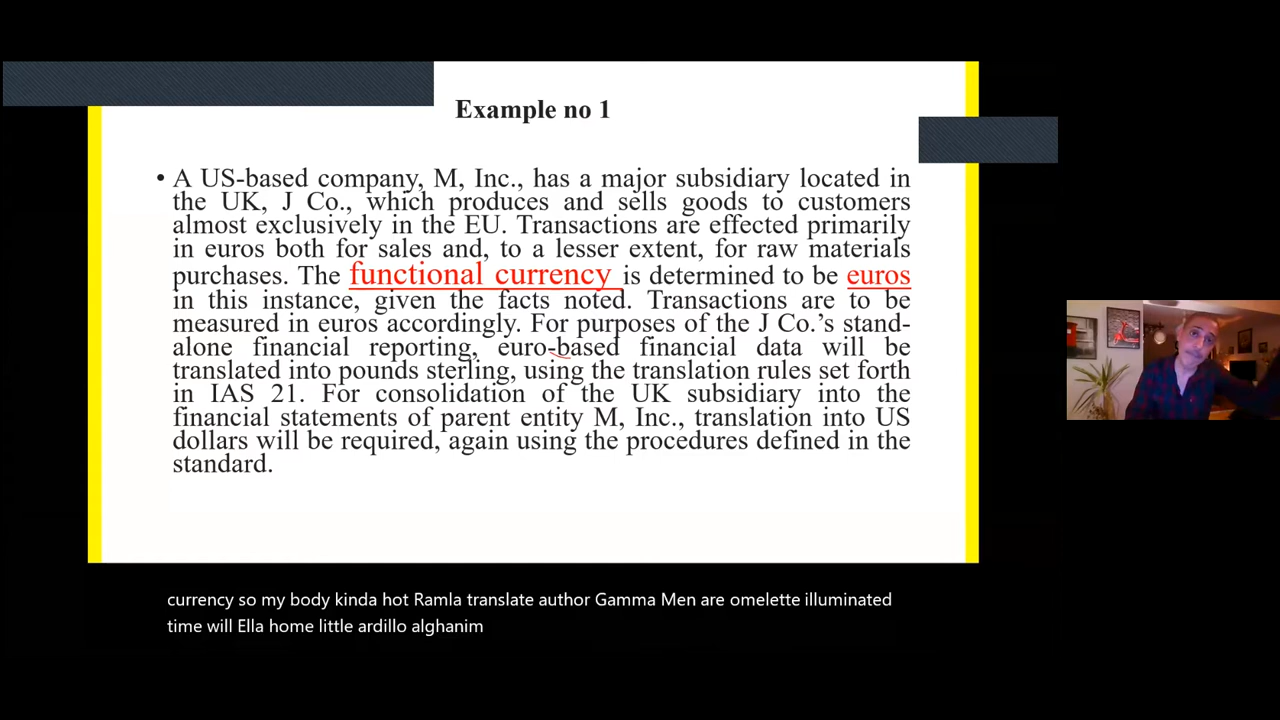 Example no 1
• A US-based company, M, Inc., has a major subsidiary located in
the UK, J Co., which produces and sells goods to customers
almost exclusively in the EU. Transactions are effected primarily
in euros both for sales and, to a lesser extent, for raw materials
purchases. The functional currency is determined to be euros
in this instance, given the facts noted. Transactions are to be
measured in euros accordingly. For purposes of the J Co.’s stand-
alone financial reporting, euro-based financial data will be
translated into pounds sterling, using the translation rules set forth
in IAS 21. For consolidation of the UK subsidiary into the
financial statements of parent entity M, Inc., translation into US
dollars will be required, again using the procedures defined in the
standard.
currency so my body kinda hot Ramla translate author Gamma Men are omelette illuminated
time will Ella home little ardillo alghanim